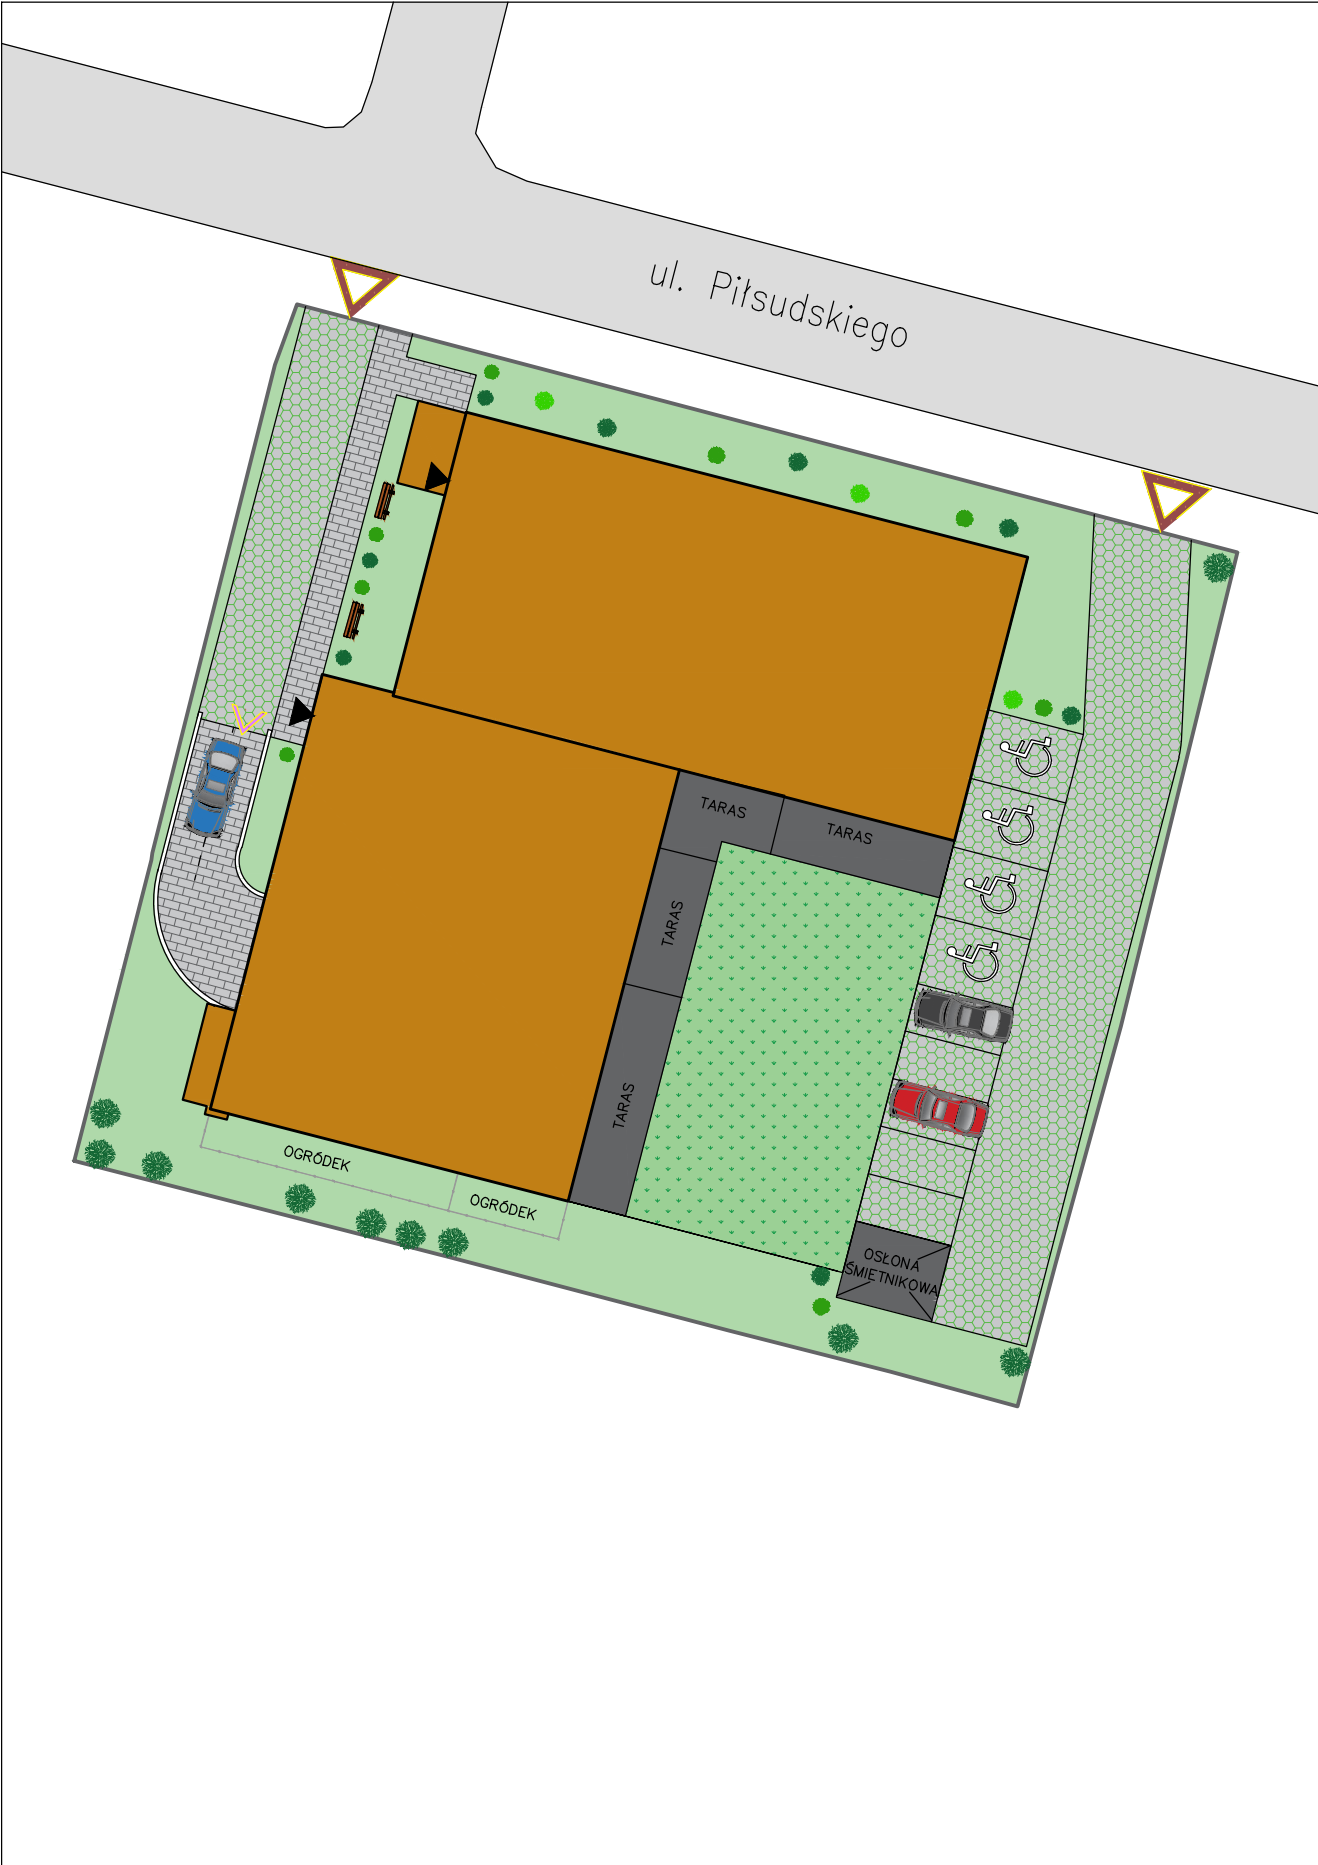 ul. Piłsudskiego
TARAS
TARAS
TARAS
TARAS
OGRÓDEK
OGRÓDEK
OSŁONA
ŚMIETNIKOWA